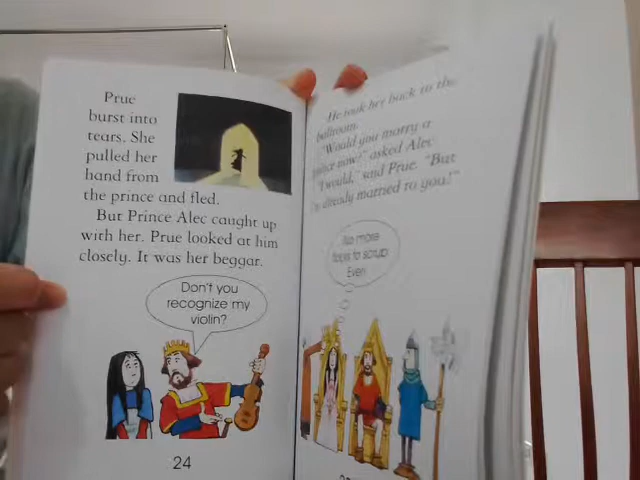 Prue
burst into
tears. She
pulled her
hand from
the prince and fled.
But Prince Alec caught up
with her. Prue looked at him
closely. It was her beggar.
Don't you
recognize my
violin?
24
He took her back to the
ballroom.
"Would you marry a
prince now?" asked Alec.
"I would," said Prue. "But
already married to you!"
No more
to scrub.
Ever.